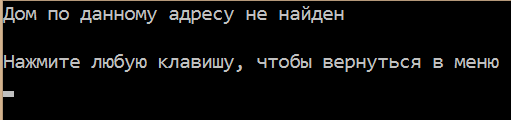 Дом по данному адресу не найден
Нажмите любую клавишу, чтобы вернуться в меню